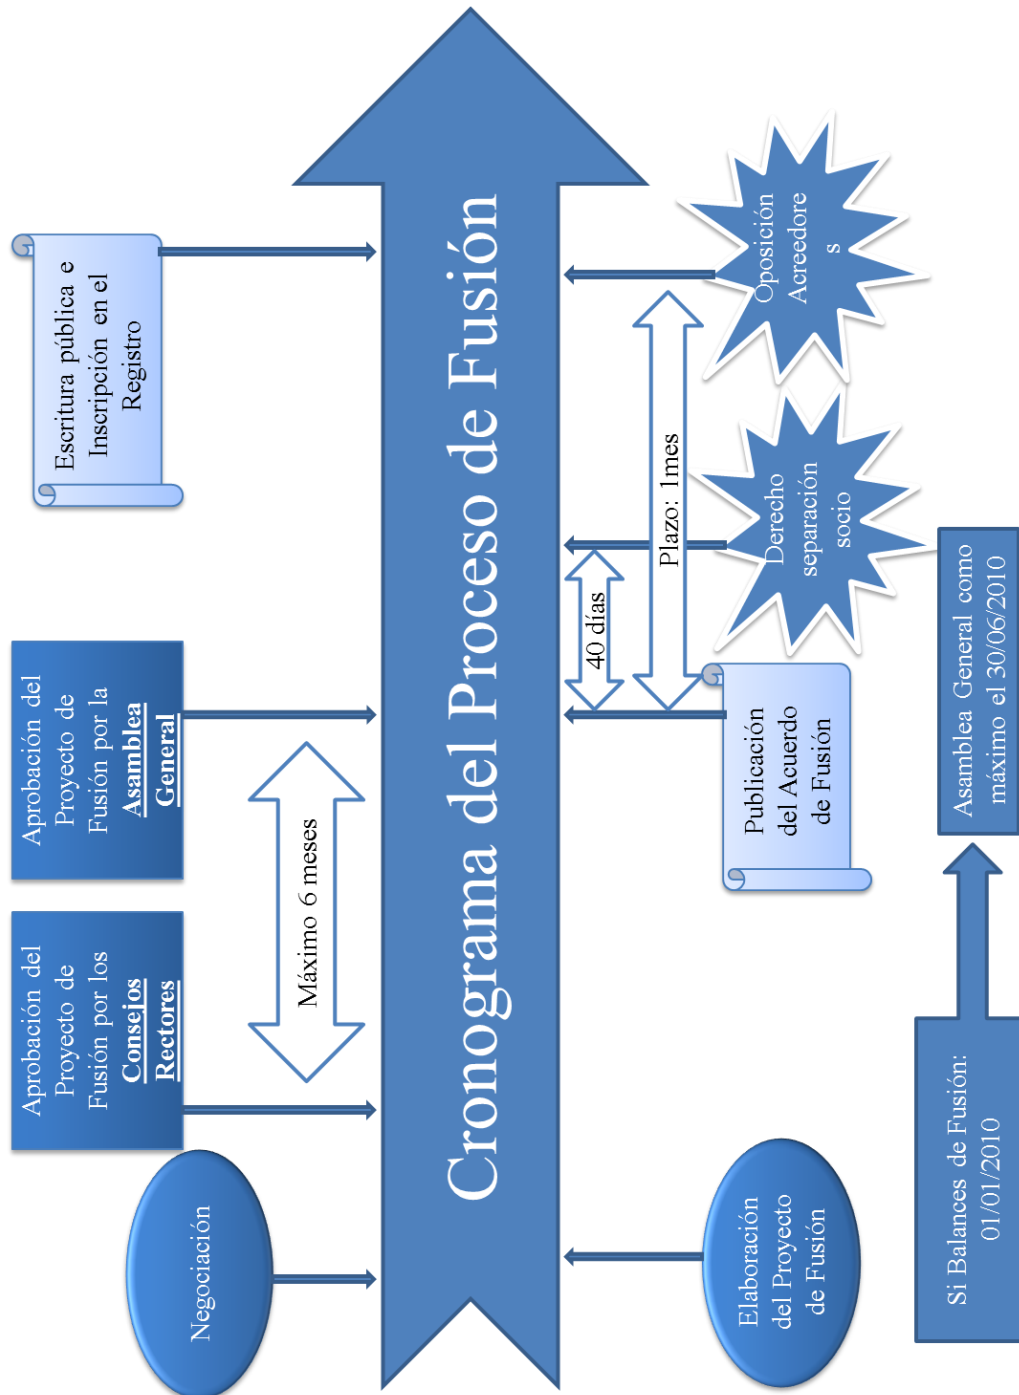 Negociación
Aprobación del
Proyecto de
Fusión por los
Consejos
Rectores
Aprobación del
Proyecto de
Fusión por la
Asamblea
General
Escritura pública e
Inscripción en el
Registro
Máximo 6 meses
Cronograma del Proceso de Fusión
40 días
Plazo: 1mes
Elaboración
del Proyecto
de Fusión
Publicación
del Acuerdo
de Fusión
Derecho
separación
socio
Oposición
Acreedore
s
Si Balances de Fusión:
01/01/2010
Asamblea General como
máximo el 30/06/2010